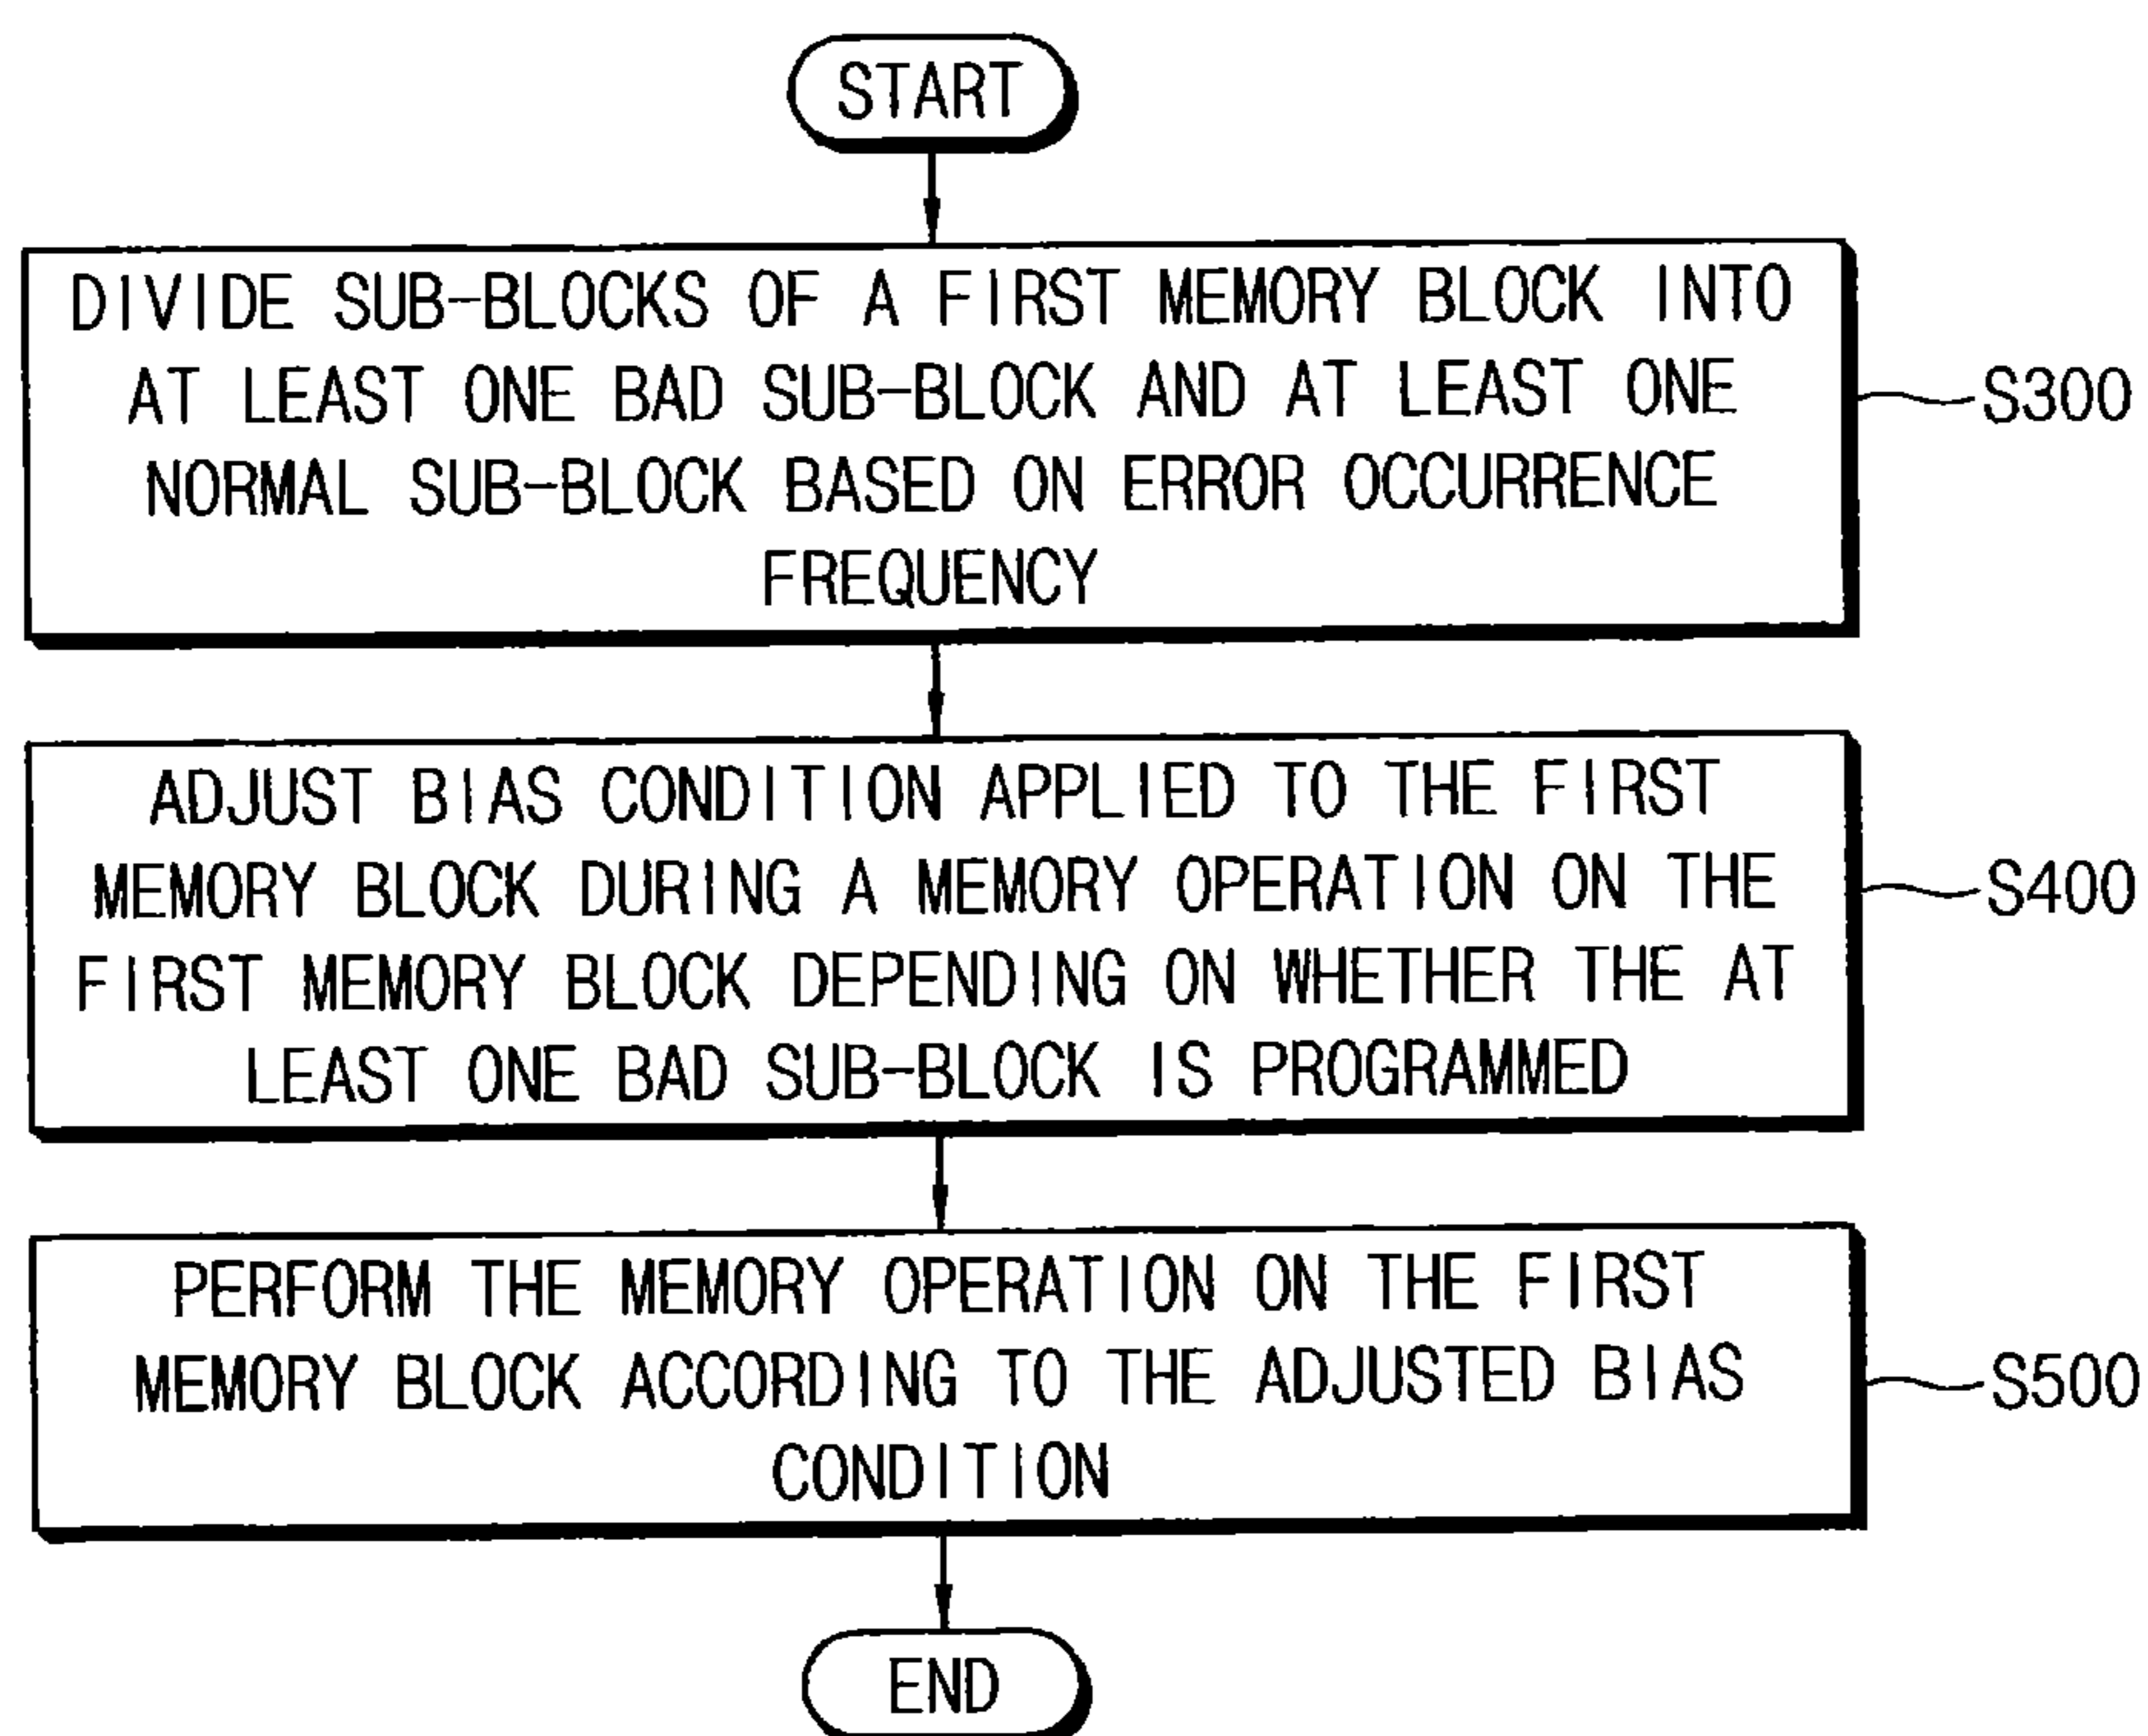 START
DIVIDE SUB-BLOCKS OF A FIRST MEMORY BLOCK INTO
AT LEAST ONE BAD SUB-BLOCK AND AT LEAST ONE
NORMAL SUB-BLOCK BASED ON ERROR OCCURRENCE
FREQUENCY
S300
ADJUST BIAS CONDITION APPLIED TO THE FIRST
MEMORY BLOCK DURING A MEMORY OPERATION ON THE
FIRST MEMORY BLOCK DEPENDING ON WHETHER THE AT
LEAST ONE BAD SUB-BLOCK IS PROGRAMMED
S400
PERFORM THE MEMORY OPERATION ON THE FIRST
MEMORY BLOCK ACCORDING TO THE ADJUSTED BIAS
CONDITION
S500
END